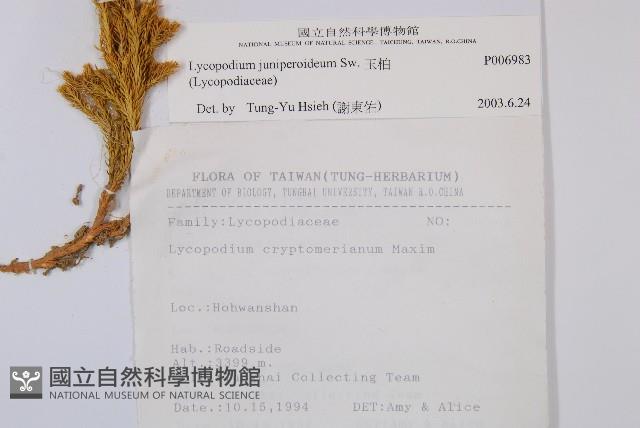 國立自然科學博物館
NATIONAL MUSEUM OF NATURAL SCIENCE, TAICHUNG, TAIWAN, R.O.CHINA
Lycopodium juniperoideum Sw. 玉柏 P006983
(Lycopodiaceae)
Det. by Tung-Yu Hsieh (謝東佑) 2003.6.24
FLORA OF TAIWAN(TUNG-HERBARIUM)
DEPARTMENT OF BIOLOGY, TUNGHAI UNIVERSITY, TAIWAN R.O.CHINA
Family:Lycopodiaceae NO:
Lycopodium cryptomerianum Maxim
Loc.:Hohwanshan
Hab.:Roadside
Alt.:3399 m.
hai Collecting Team
Date.:10.15,1994 DET:Amy & Alice
國立自然科學博物館
NATIONAL MUSEUM OF NATURAL SCIENCE